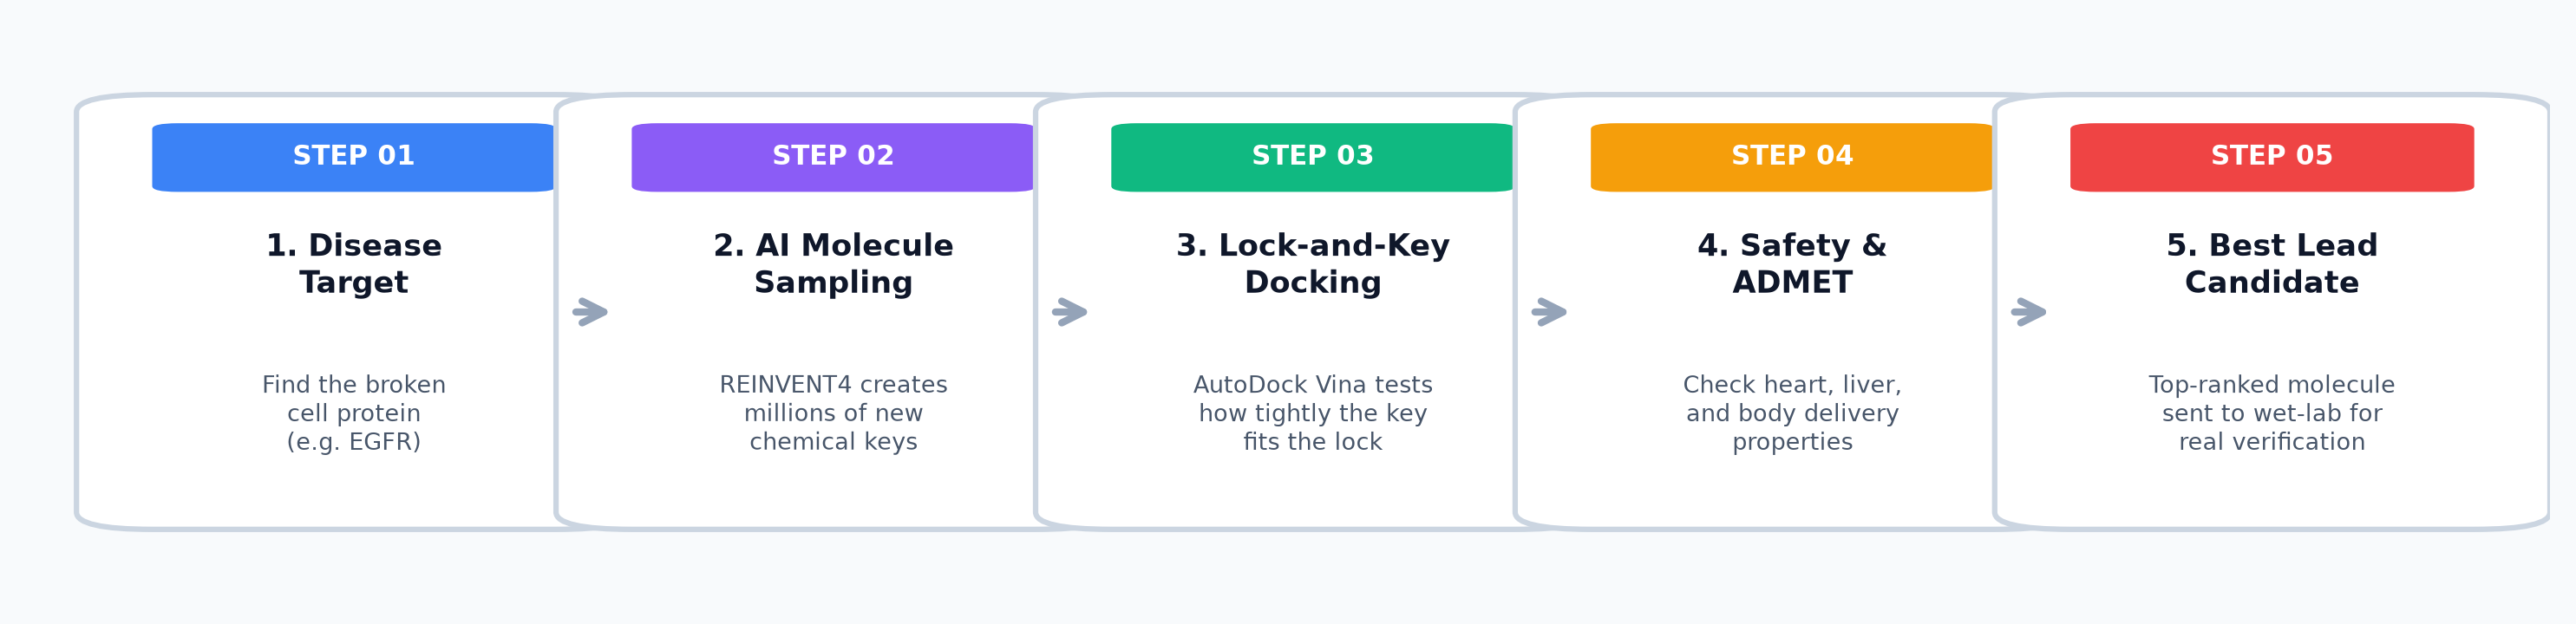 STEP 01
1. Disease
Target
Find the broken
cell protein
(e.g. EGFR)
STEP 02
2. AI Molecule
Sampling
REINVENT4 creates
millions of new
chemical keys
STEP 03
3. Lock-and-Key
Docking
AutoDock Vina tests
how tightly the key
fits the lock
STEP 04
4. Safety &
ADMET
Check heart, liver,
and body delivery
properties
STEP 05
5. Best Lead
Candidate
Top-ranked molecule
sent to wet-lab for
real verification